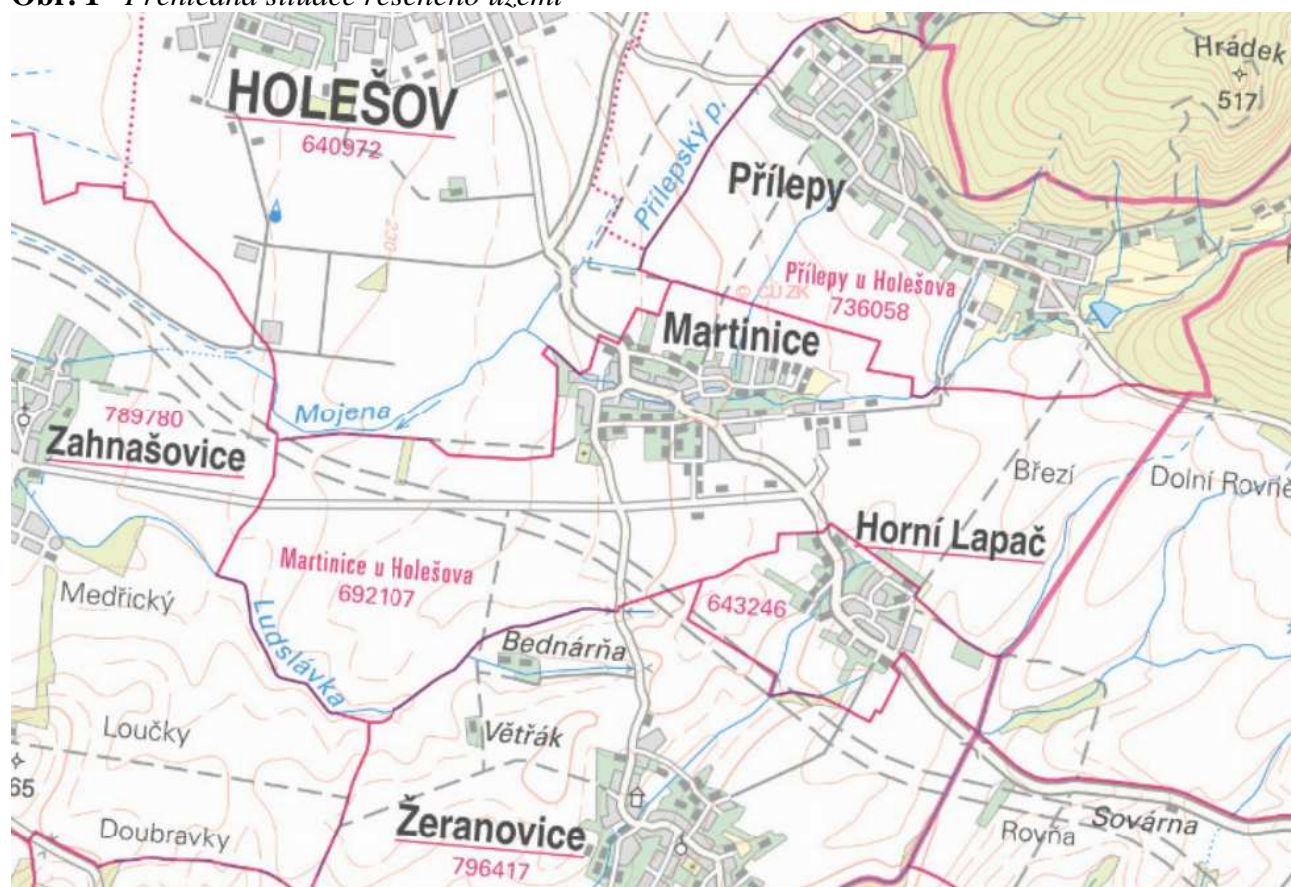 Obr. 1 Přehledná situace řešeného území
Hrádek
517
HOLEŠOV
640972
Přílepský p.
Přílepy
230
Přílepy u Holešova
© ČÚZK
736058
Martinice
Mojena
789780
Zahnašovice
Březí
Dolní Rovně
Horní Lapač
Martinice u Holešova
692107
643246
Medřický
Ludslávka
Bednárňa
Loučky
Větřák
65
Doubravky
Žeranovice
796417
Sovárna
Rovňa